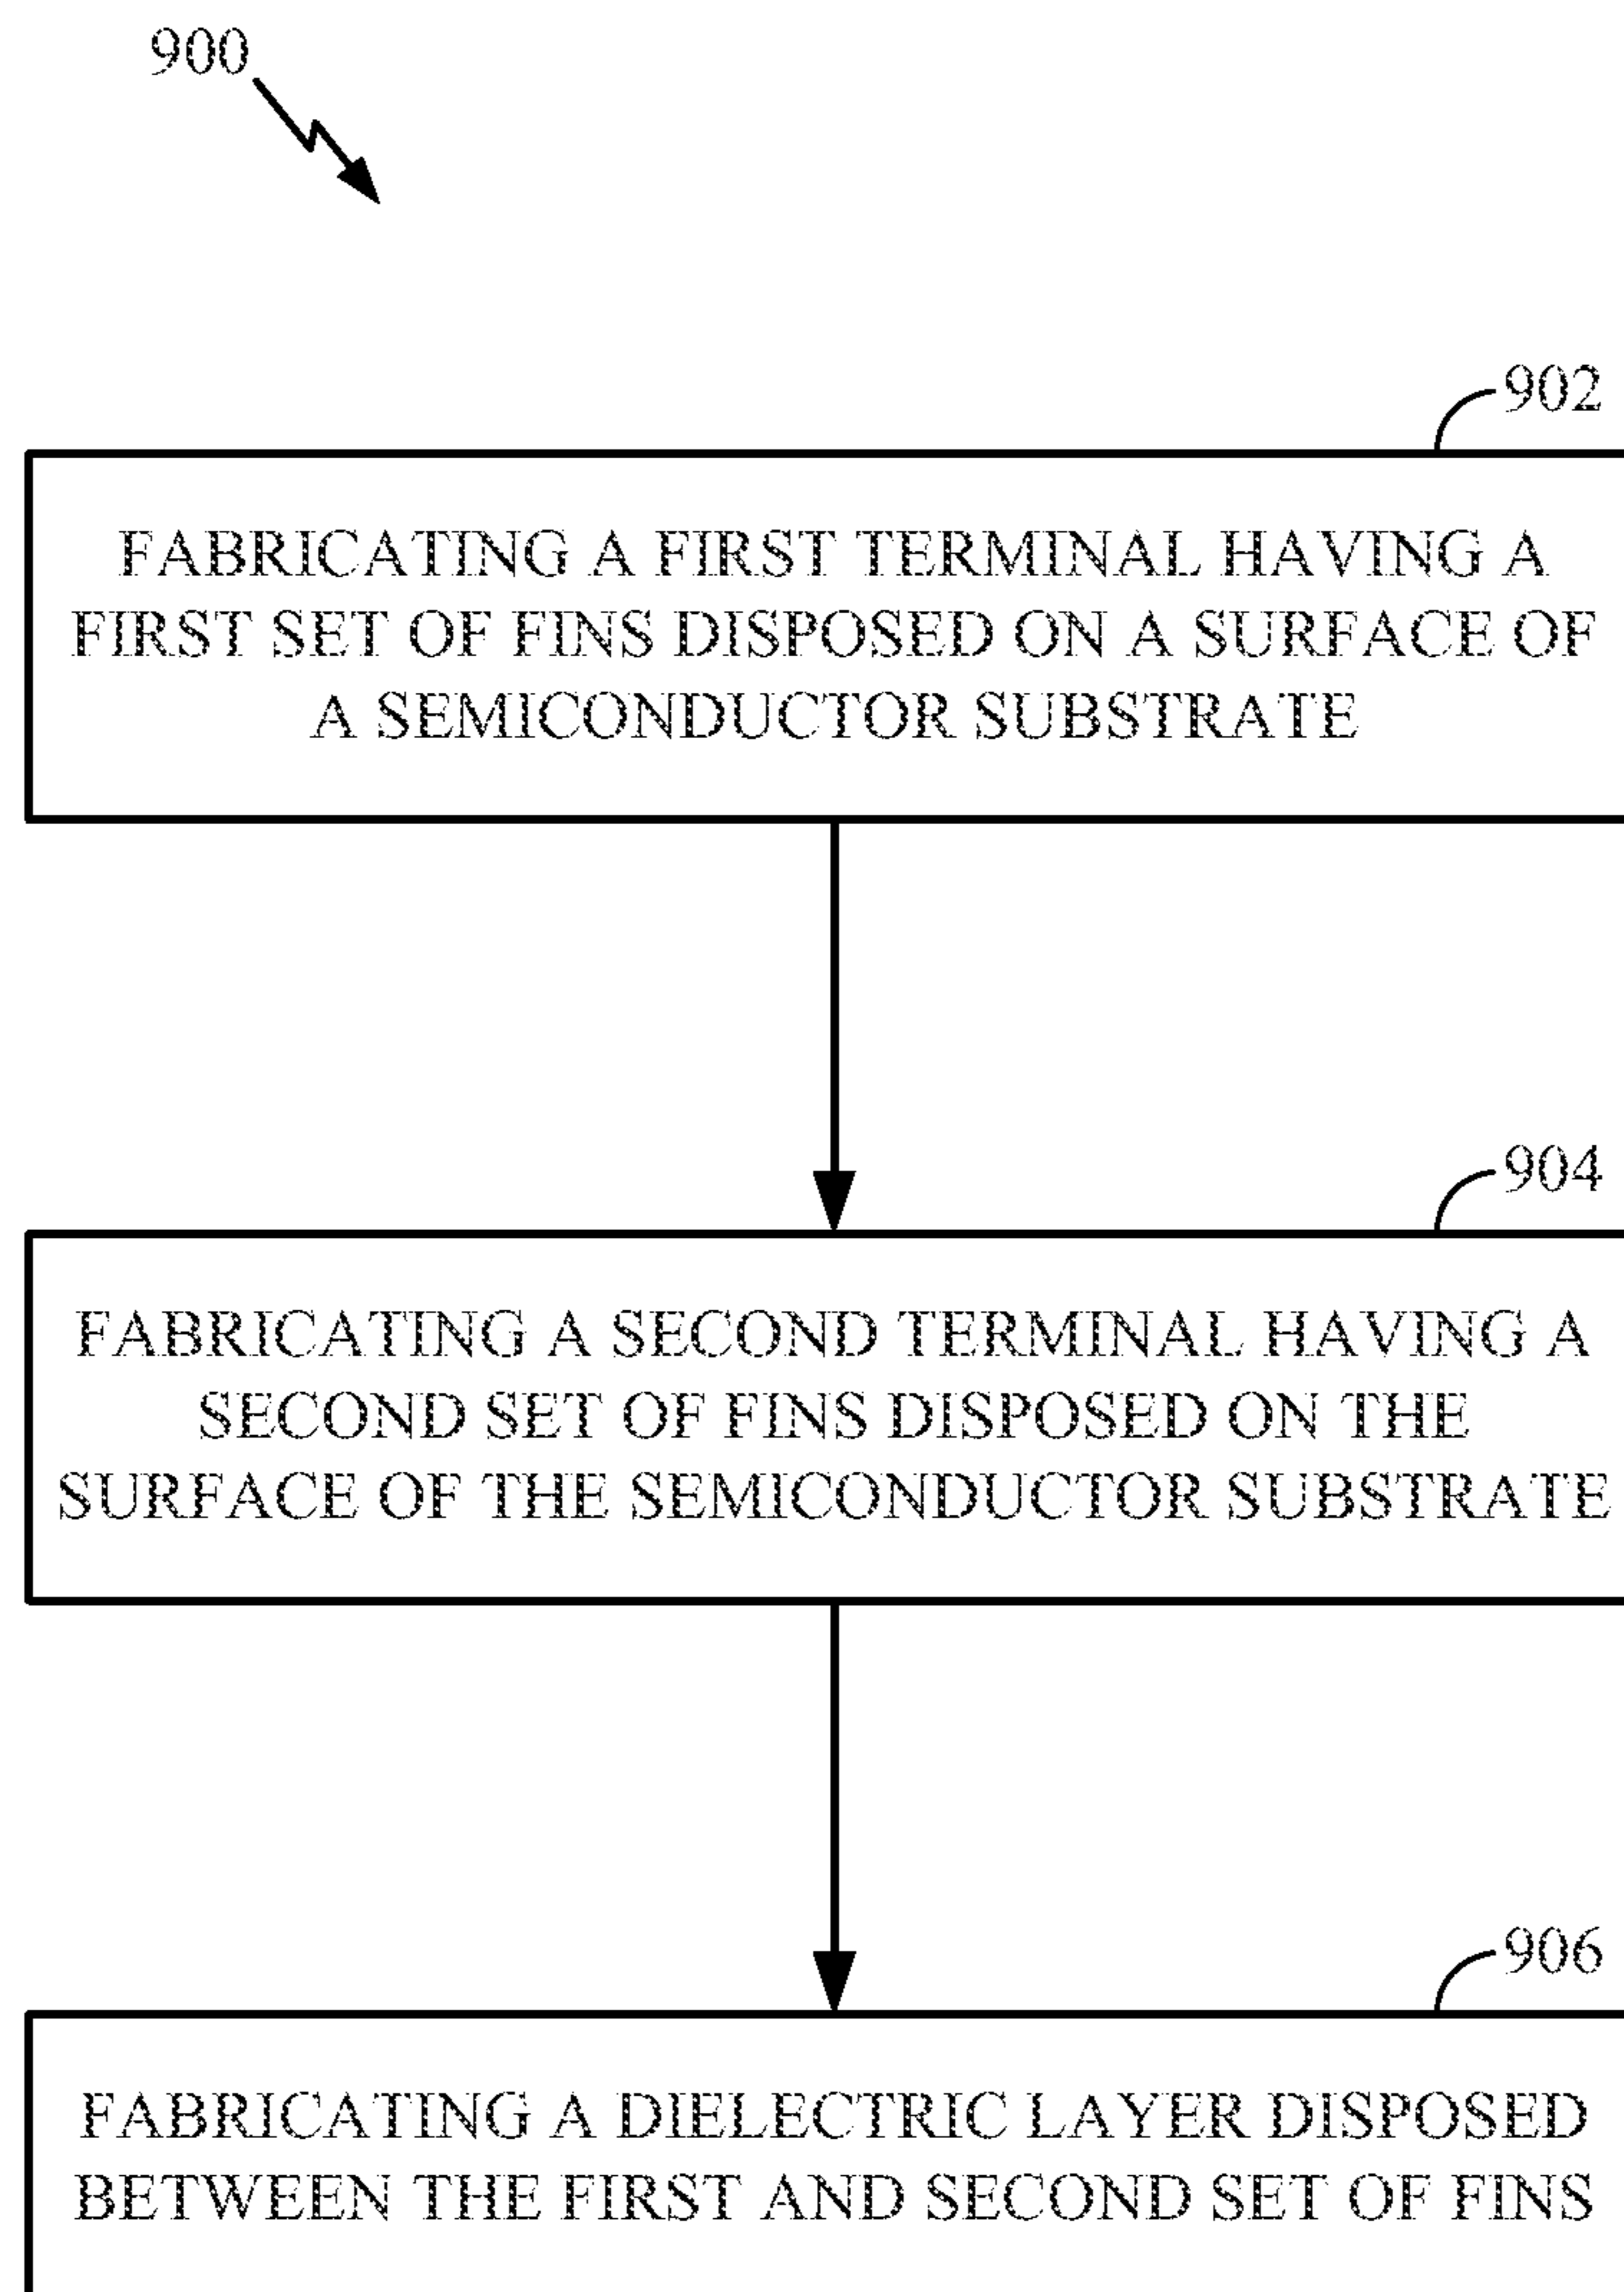 900
902
FABRICATING A FIRST TERMINAL HAVING A
FIRST SET OF FINS DISPOSED ON A SURFACE OF
A SEMICONDUCTOR SUBSTRATE
904
FABRICATING A SECOND TERMINAL HAVING A
SECOND SET OF FINS DISPOSED ON THE
SURFACE OF THE SEMICONDUCTOR SUBSTRATE
906
FABRICATING A DIELECTRIC LAYER DISPOSED
BETWEEN THE FIRST AND SECOND SET OF FINS